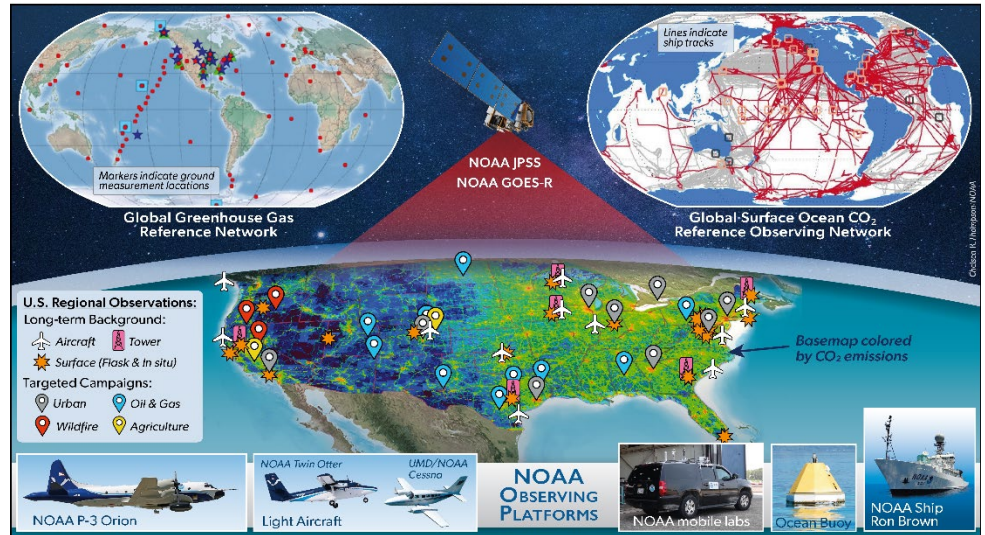 Markers indicate ground
measurement locations
Global Greenhouse Gas
Reference Network
NOAA JPSS
NOAA GOES-R
Lines indicate
ship tracks
Global Surface Ocean CO₂
Reference Observing Network
U.S. Regional Observations:
Long-term Background:
Aircraft
Tower
Surface (Flask & In situ)
Targeted Campaigns:
Urban
Oil & Gas
Wildfire
Agriculture
Basemap colored
by CO₂ emissions
NOAA P-3 Orion
NOAA Twin Otter
UMD/NOAA
Cessna
Light Aircraft
NOAA
OBSERVING
PLATFORMS
NOAA mobile labs
Ocean Buoy
NOAA Ship
Ron Brown